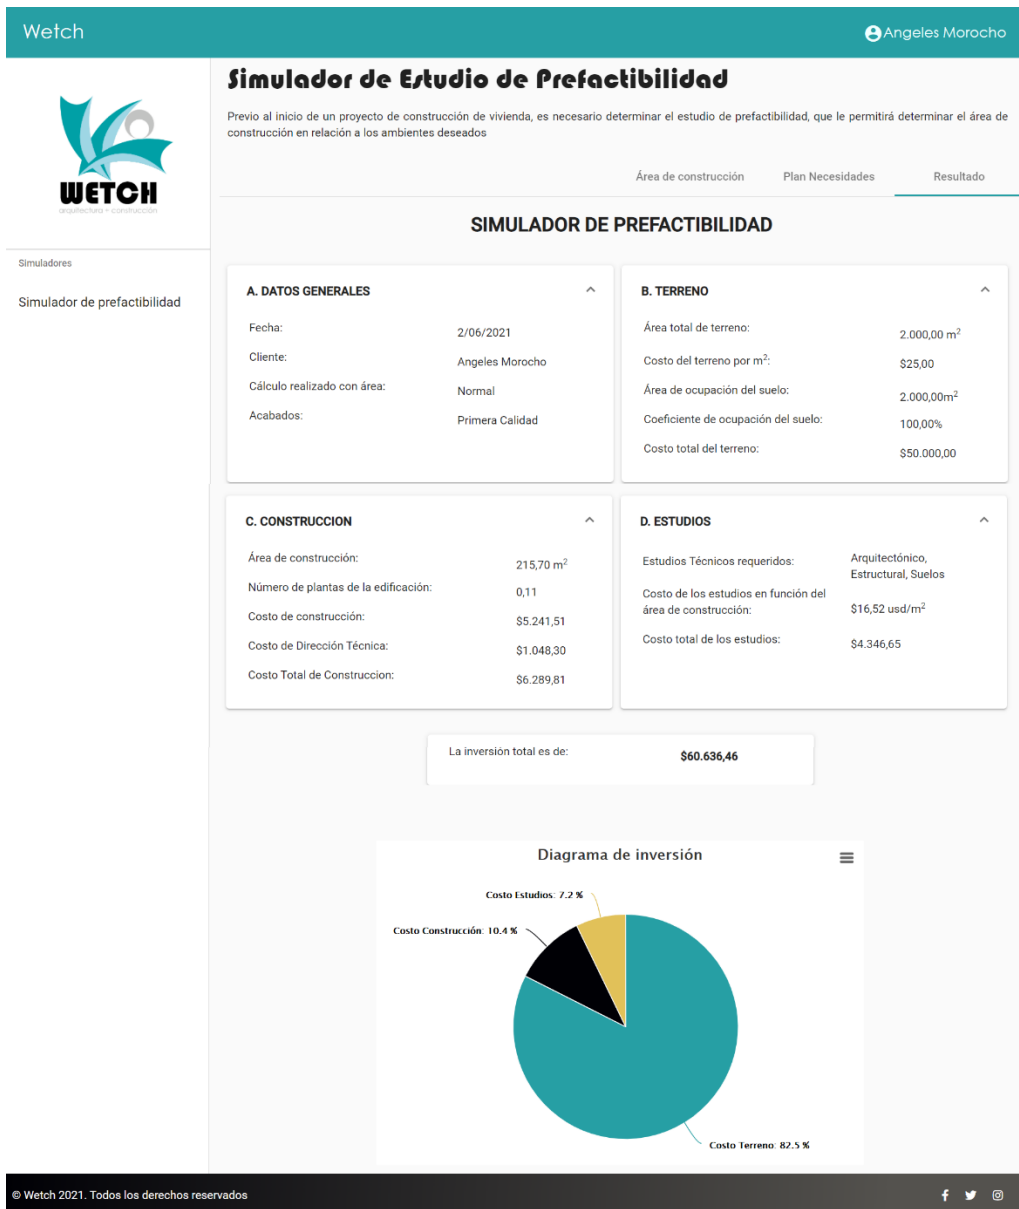 Wetch
Angeles Morocho
WETCH
arquitectura + construcción
Simuladores
Simulador de prefactibilidad
Simulador de Estudio de Prefactibilidad
Previo al inicio de un proyecto de construcción de vivienda, es necesario determinar el estudio de prefactibilidad, que le permitirá determinar el área de
construcción en relación a los ambientes deseados
Área de construcción Plan Necesidades Resultado
SIMULADOR DE PREFACTIBILIDAD
A. DATOS GENERALES
Fecha: 2/06/2021
Cliente: Angeles Morocho
Cálculo realizado con área: Normal
Acabados: Primera Calidad
B. TERRENO
Área total de terreno: 2.000,00 m²
Costo del terreno por m²: $25,00
Área de ocupación del suelo: 2.000,00m²
Coeficiente de ocupación del suelo: 100,00%
Costo total del terreno: $50.000,00
C. CONSTRUCCION
Área de construcción: 215,70 m²
Número de plantas de la edificación: 0,11
Costo de construcción: $5.241,51
Costo de Dirección Técnica: $1.048,30
Costo Total de Construccion: $6.289,81
D. ESTUDIOS
Estudios Técnicos requeridos: Arquitectónico,
Estructural, Suelos
Costo de los estudios en función del
área de construcción: $16,52 usd/m²
Costo total de los estudios: $4.346,65
La inversión total es de: $60.636,46
Diagrama de inversión
Costo Estudios: 7.2 %
Costo Construcción: 10.4 %
Costo Terreno: 82.5 %
© Wetch 2021. Todos los derechos reservados